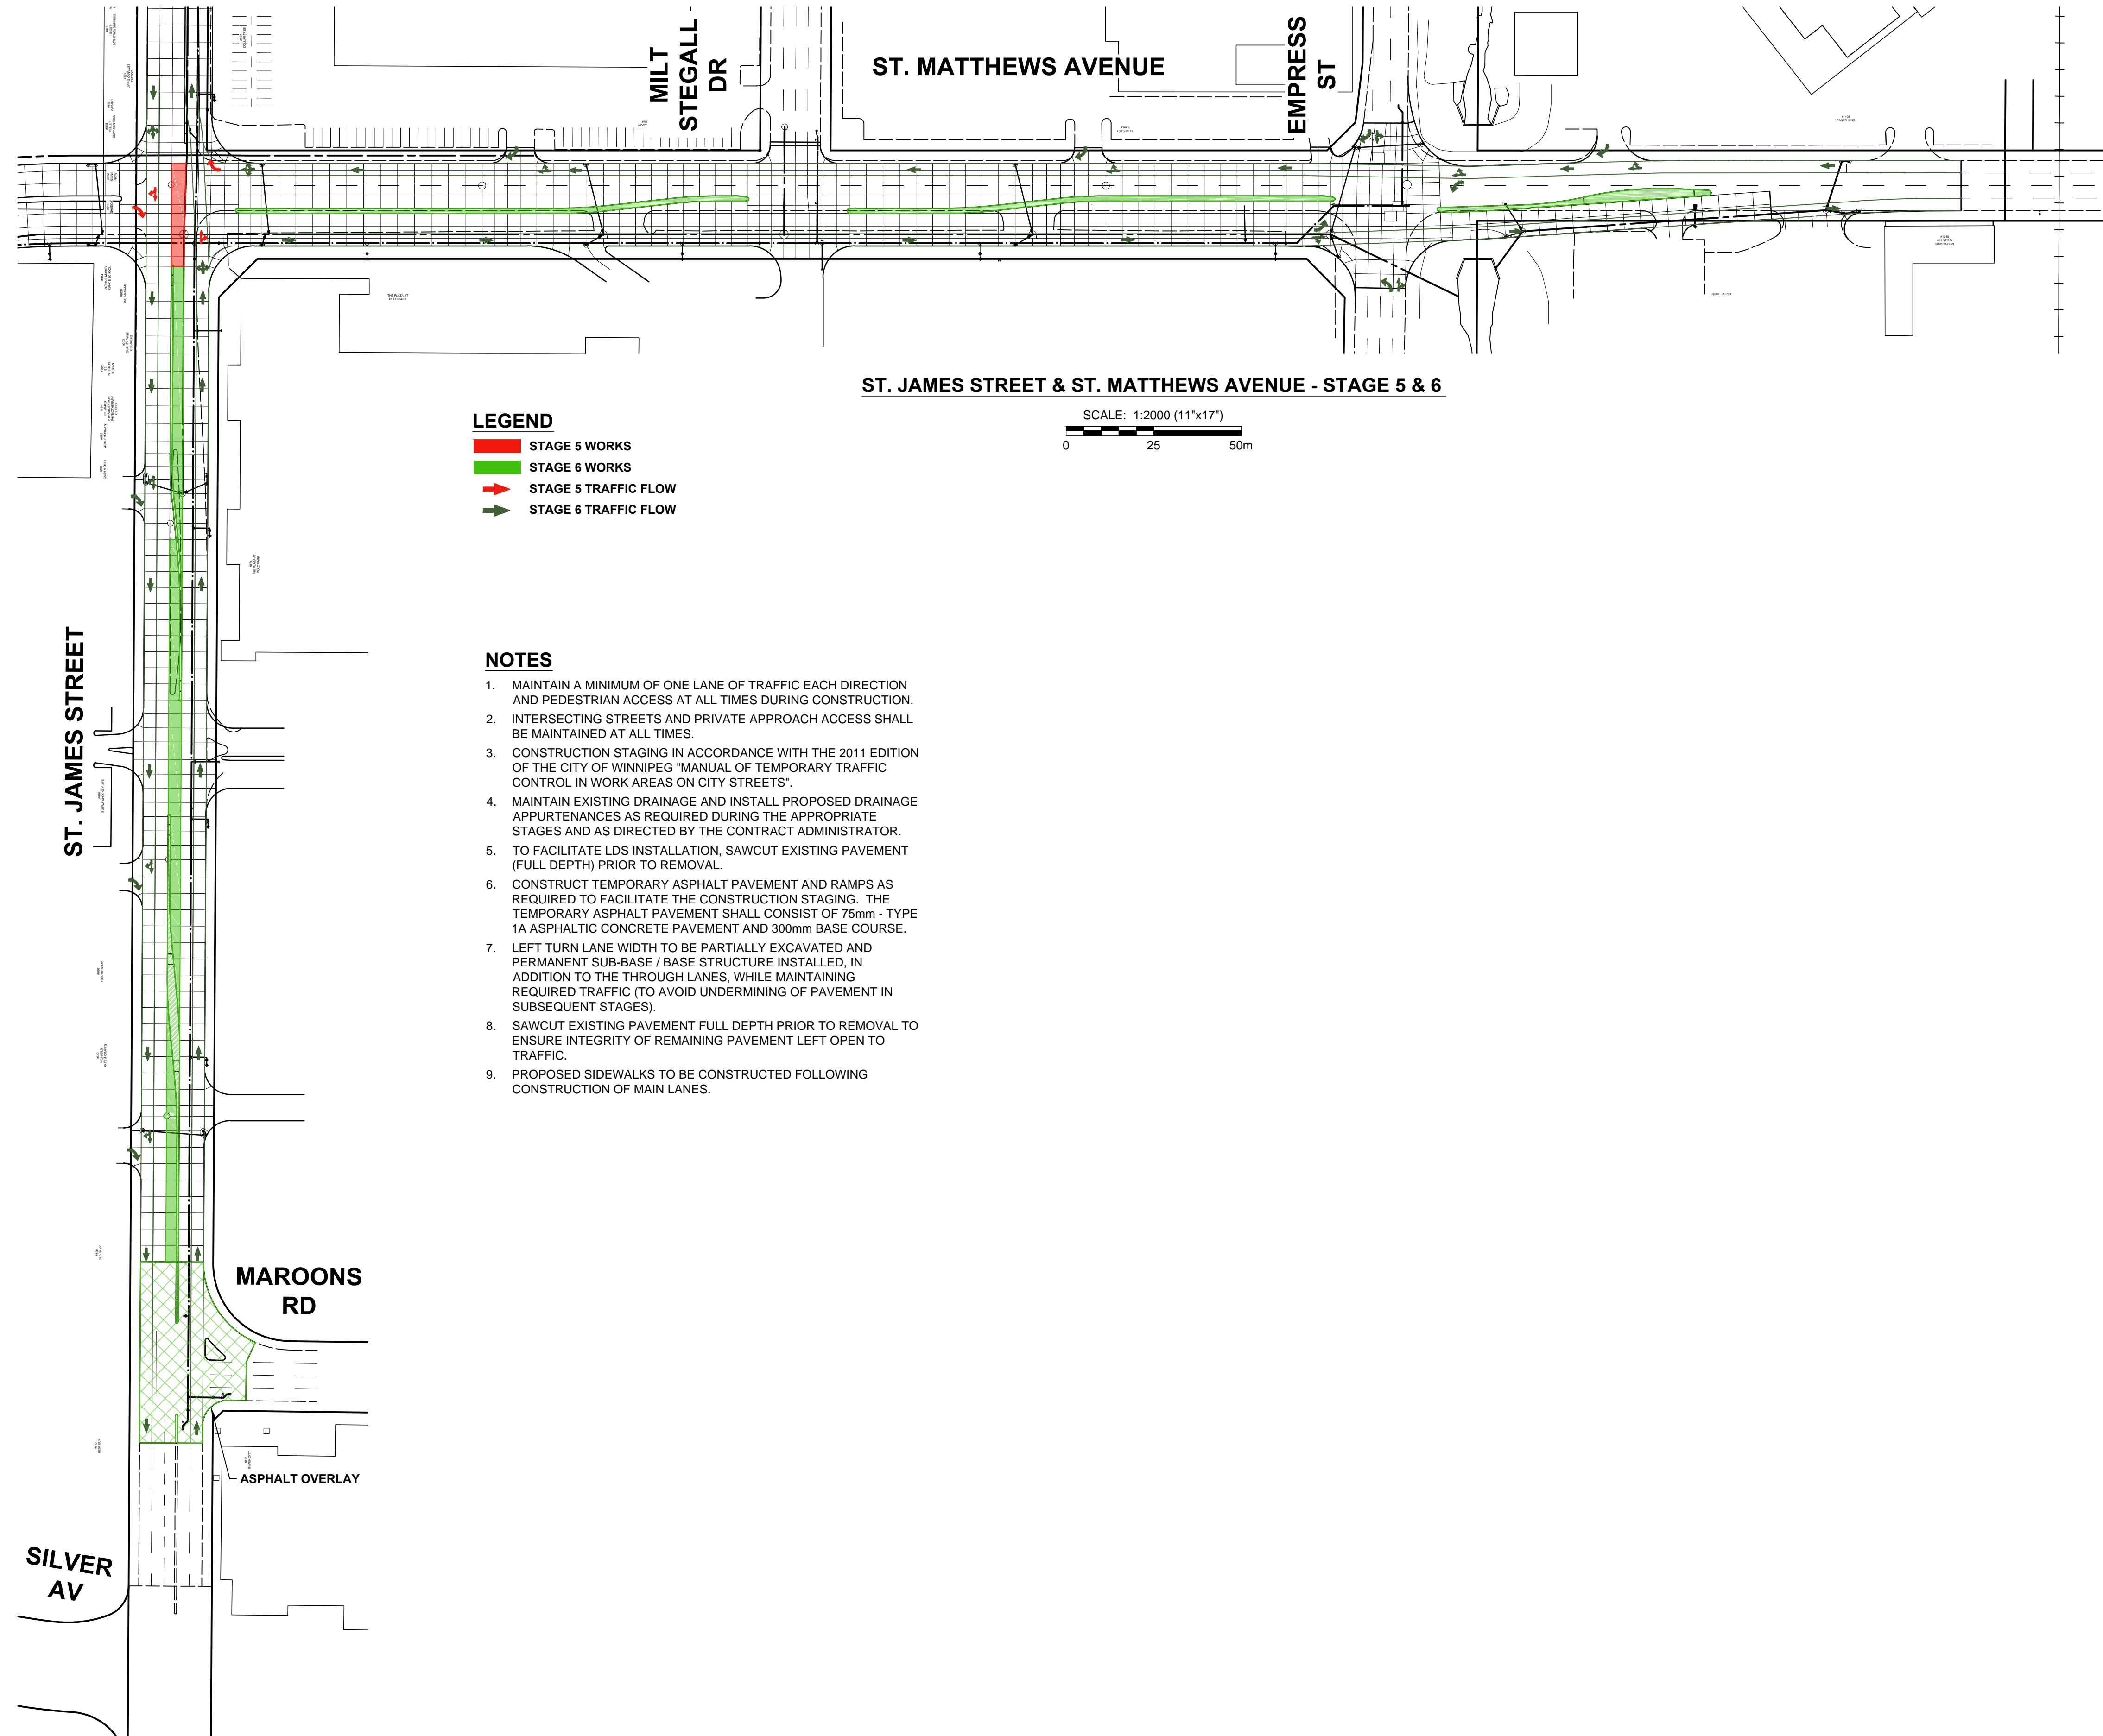 MILT
STEGALL
DR
ST. MATTHEWS AVENUE
EMPRESS
ST
THE PLAZA AT
POLO PARK
HOME DEPOT
ST. JAMES STREET & ST. MATTHEWS AVENUE - STAGE 5 & 6
SCALE: 1:2000 (11"x17")
0 25 50m
LEGEND
STAGE 5 WORKS
STAGE 6 WORKS
STAGE 5 TRAFFIC FLOW
STAGE 6 TRAFFIC FLOW
ST. JAMES STREET
NOTES
1. MAINTAIN A MINIMUM OF ONE LANE OF TRAFFIC EACH DIRECTION
AND PEDESTRIAN ACCESS AT ALL TIMES DURING CONSTRUCTION.
2. INTERSECTING STREETS AND PRIVATE APPROACH ACCESS SHALL
BE MAINTAINED AT ALL TIMES.
3. CONSTRUCTION STAGING IN ACCORDANCE WITH THE 2011 EDITION
OF THE CITY OF WINNIPEG "MANUAL OF TEMPORARY TRAFFIC
CONTROL IN WORK AREAS ON CITY STREETS".
4. MAINTAIN EXISTING DRAINAGE AND INSTALL PROPOSED DRAINAGE
APPURTENANCES AS REQUIRED DURING THE APPROPRIATE
STAGES AND AS DIRECTED BY THE CONTRACT ADMINISTRATOR.
5. TO FACILITATE LDS INSTALLATION, SAWCUT EXISTING PAVEMENT
(FULL DEPTH) PRIOR TO REMOVAL.
6. CONSTRUCT TEMPORARY ASPHALT PAVEMENT AND RAMPS AS
REQUIRED TO FACILITATE THE CONSTRUCTION STAGING. THE
TEMPORARY ASPHALT PAVEMENT SHALL CONSIST OF 75mm - TYPE
1A ASPHALTIC CONCRETE PAVEMENT AND 300mm BASE COURSE.
7. LEFT TURN LANE WIDTH TO BE PARTIALLY EXCAVATED AND
PERMANENT SUB-BASE / BASE STRUCTURE INSTALLED, IN
ADDITION TO THE THROUGH LANES, WHILE MAINTAINING
REQUIRED TRAFFIC (TO AVOID UNDERMINING OF PAVEMENT IN
SUBSEQUENT STAGES).
8. SAWCUT EXISTING PAVEMENT FULL DEPTH PRIOR TO REMOVAL TO
ENSURE INTEGRITY OF REMAINING PAVEMENT LEFT OPEN TO
TRAFFIC.
9. PROPOSED SIDEWALKS TO BE CONSTRUCTED FOLLOWING
CONSTRUCTION OF MAIN LANES.
MAROONS
RD
ASPHALT OVERLAY
SILVER
AV